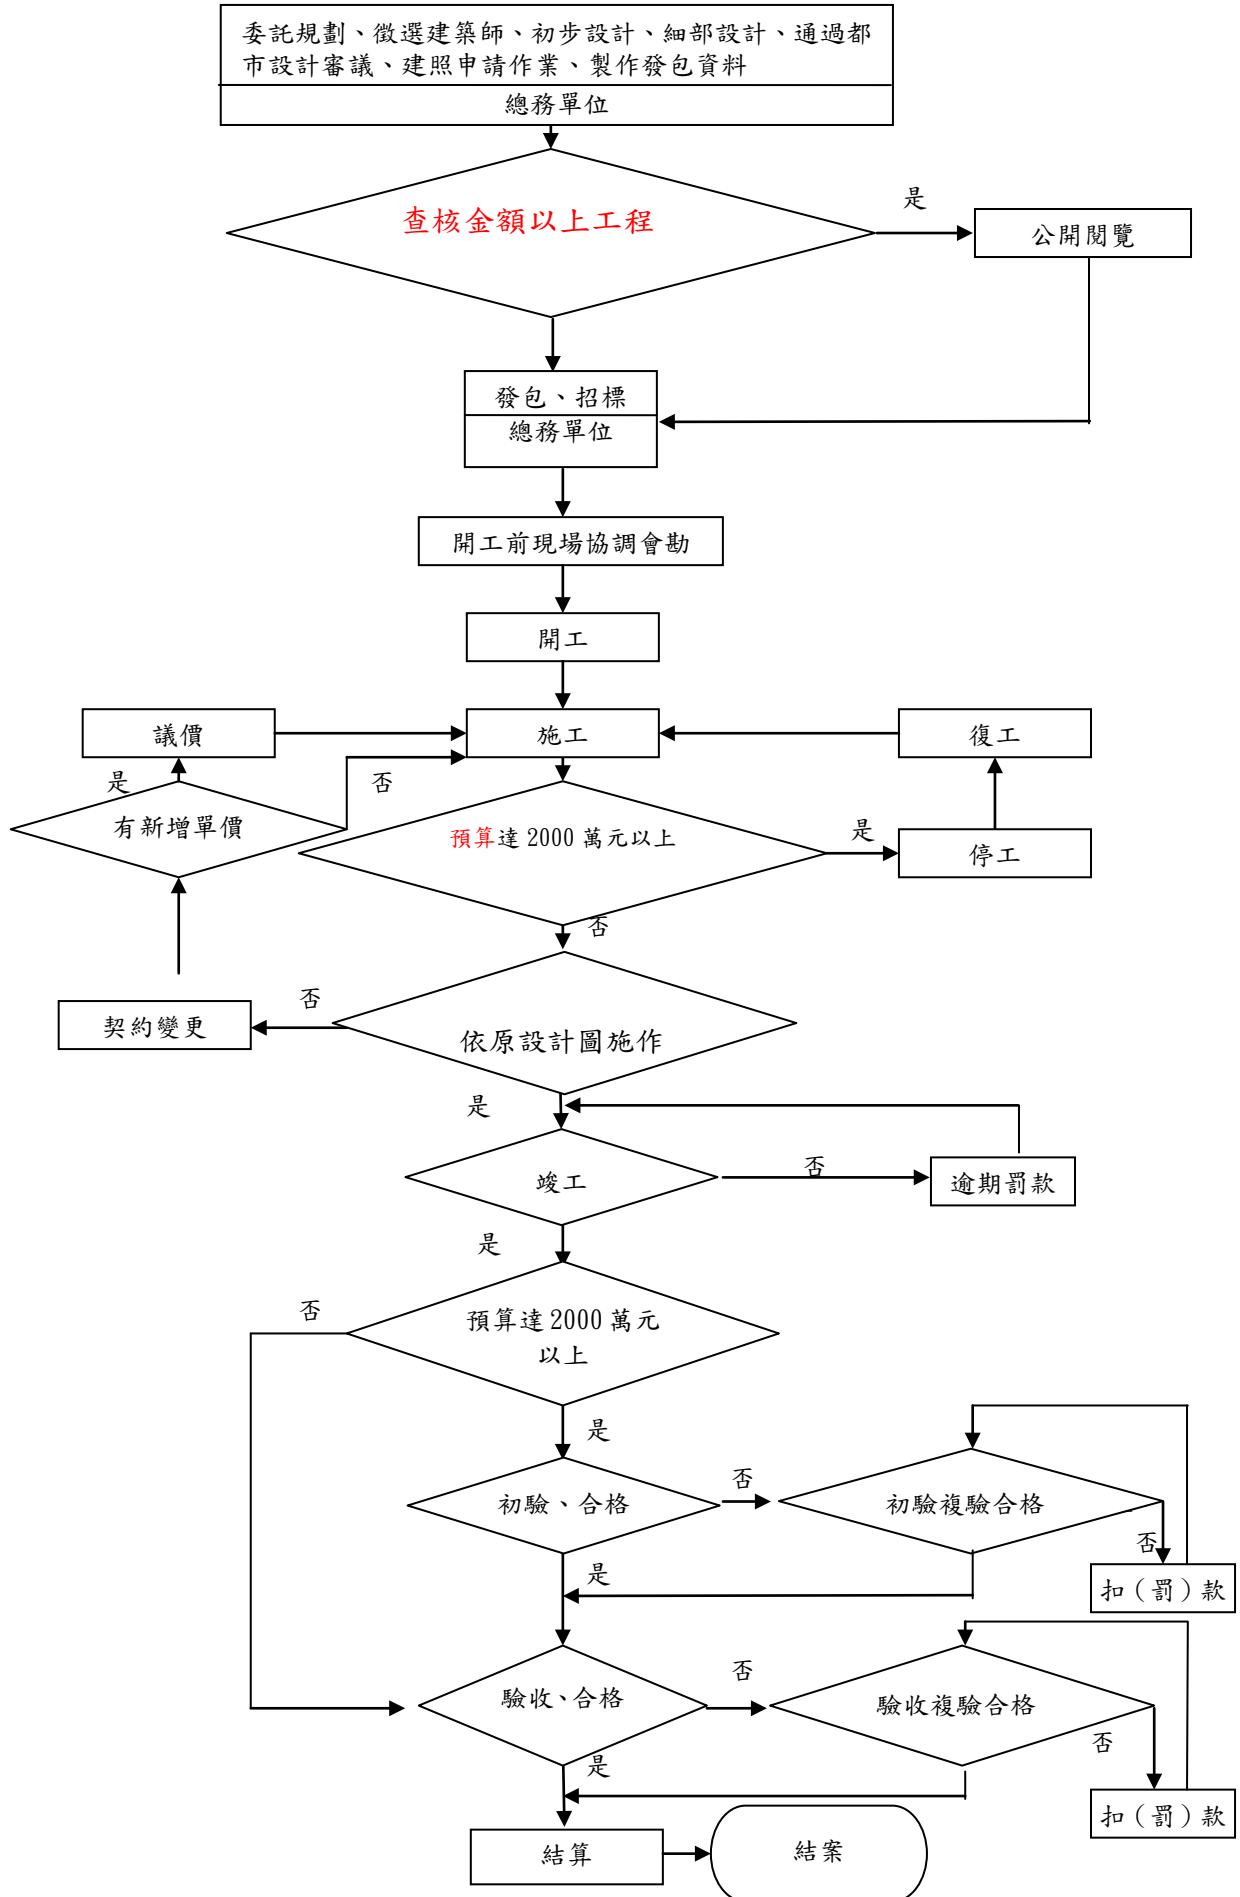 委託規劃、徵選建築師、初步設計、細部設計、通過都
市設計審議、建照申請作業、製作發包資料
總務單位
是
查核金額以上工程
公開閱覽
發包、招標
總務單位
開工前現場協調會勘
開工
議價
施工
復工
是
否
有新增單價
預算達 2000 萬元以上
是
停工
否
否
契約變更
依原設計圖施作
是
竣工
否
逾期罰款
是
否
預算達 2000 萬元
以上
是
初驗、合格
否
初驗複驗合格
否
是
扣（罰）款
驗收、合格
否
驗收複驗合格
否
是
扣（罰）款
結算
結案